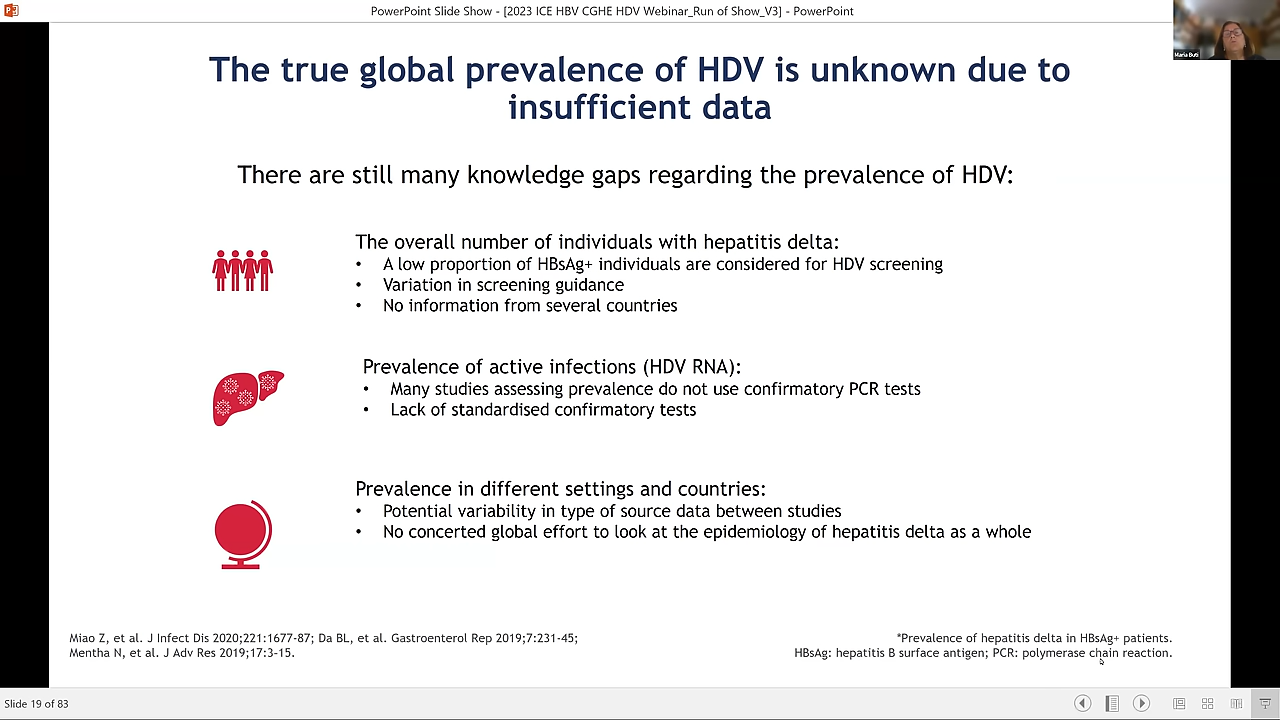 PowerPoint Slide Show - [2023 ICE HBV CGHE HDV Webinar_Run of Show_V3] - PowerPoint
Maria Buti
The true global prevalence of HDV is unknown due to
insufficient data
There are still many knowledge gaps regarding the prevalence of HDV:
The overall number of individuals with hepatitis delta:
• A low proportion of HBsAg+ individuals are considered for HDV screening
• Variation in screening guidance
• No information from several countries
Prevalence of active infections (HDV RNA):
• Many studies assessing prevalence do not use confirmatory PCR tests
• Lack of standardised confirmatory tests
Prevalence in different settings and countries:
• Potential variability in type of source data between studies
• No concerted global effort to look at the epidemiology of hepatitis delta as a whole
Miao Z, et al. J Infect Dis 2020;221:1677-87; Da BL, et al. Gastroenterol Rep 2019;7:231-45;
Mentha N, et al. J Adv Res 2019;17:3-15.
*Prevalence of hepatitis delta in HBsAg+ patients.
HBsAg: hepatitis B surface antigen; PCR: polymerase chain reaction.
Slide 19 of 83